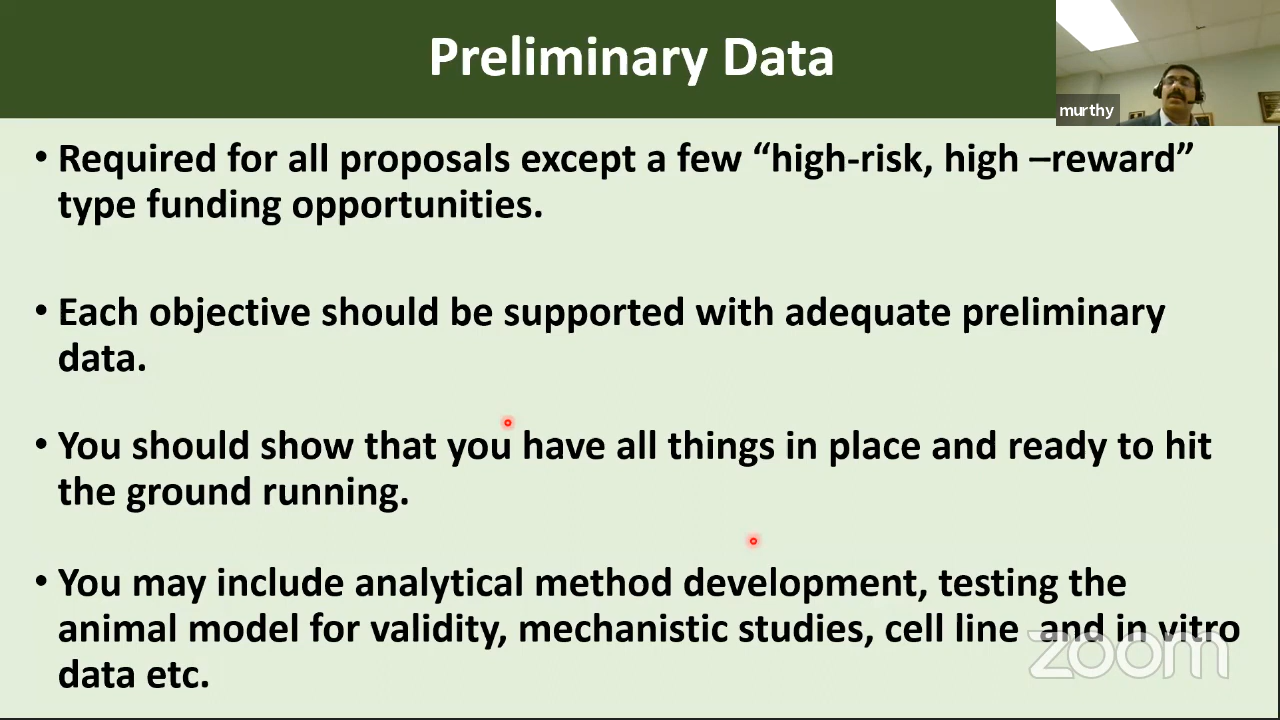 Preliminary Data
murthy
• Required for all proposals except a few “high-risk, high –reward”
type funding opportunities.
• Each objective should be supported with adequate preliminary
data.
• You should show that you have all things in place and ready to hit
the ground running.
• You may include analytical method development, testing the
animal model for validity, mechanistic studies, cell line and in vitro
data etc.
zoom